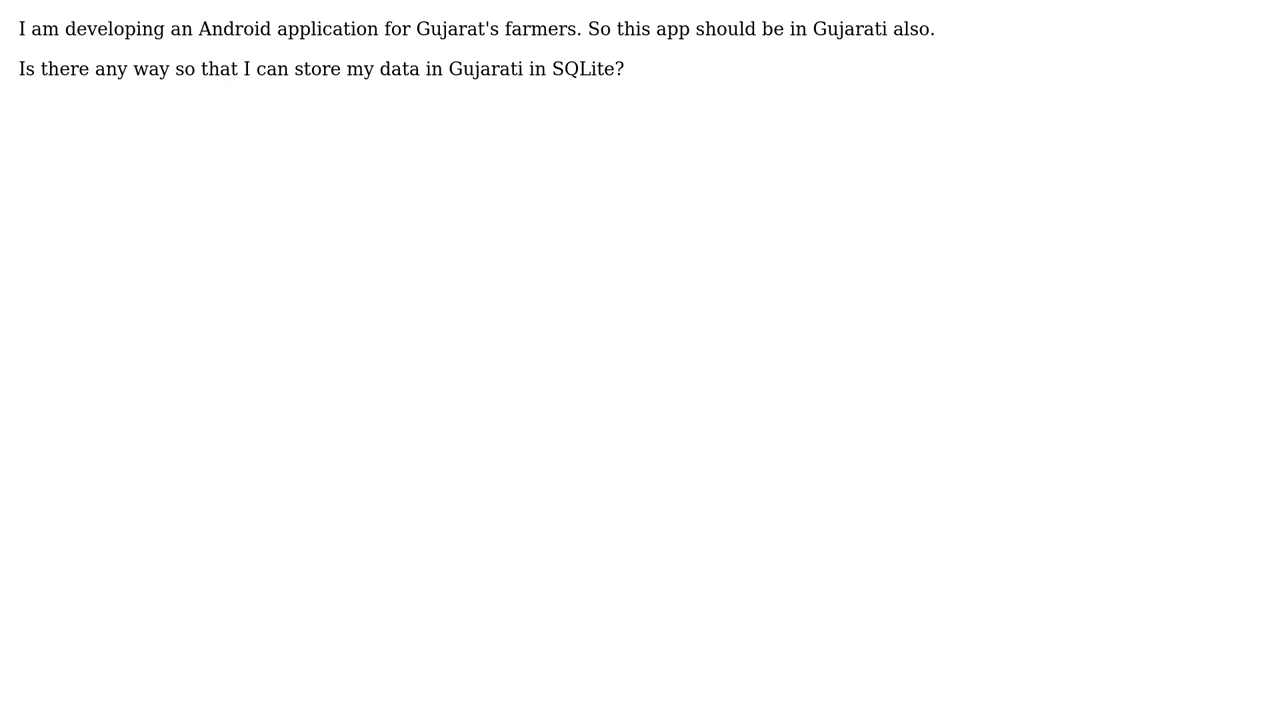 I am developing an Android application for Gujarat's farmers. So this app should be in Gujarati also.
Is there any way so that I can store my data in Gujarati in SQLite?